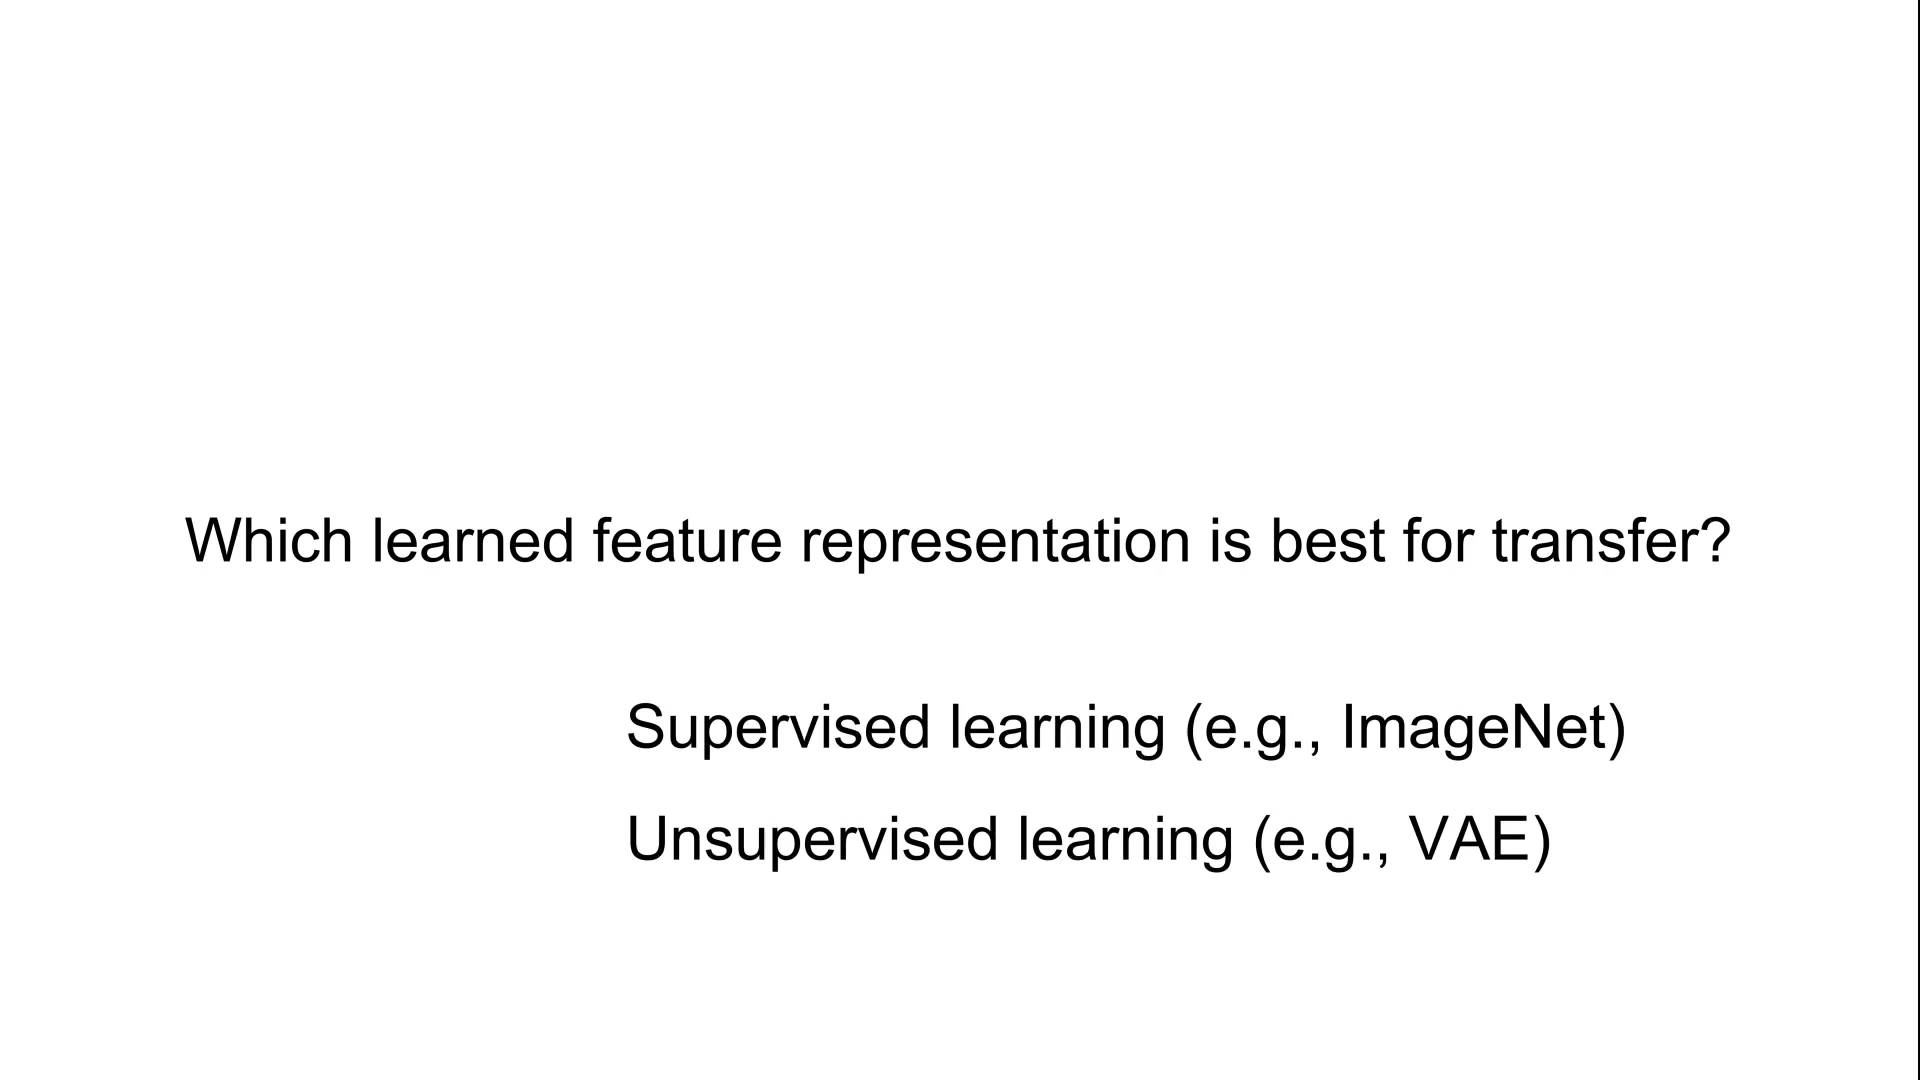 Which learned feature representation is best for transfer?
Supervised learning (e.g., ImageNet)
Unsupervised learning (e.g., VAE)